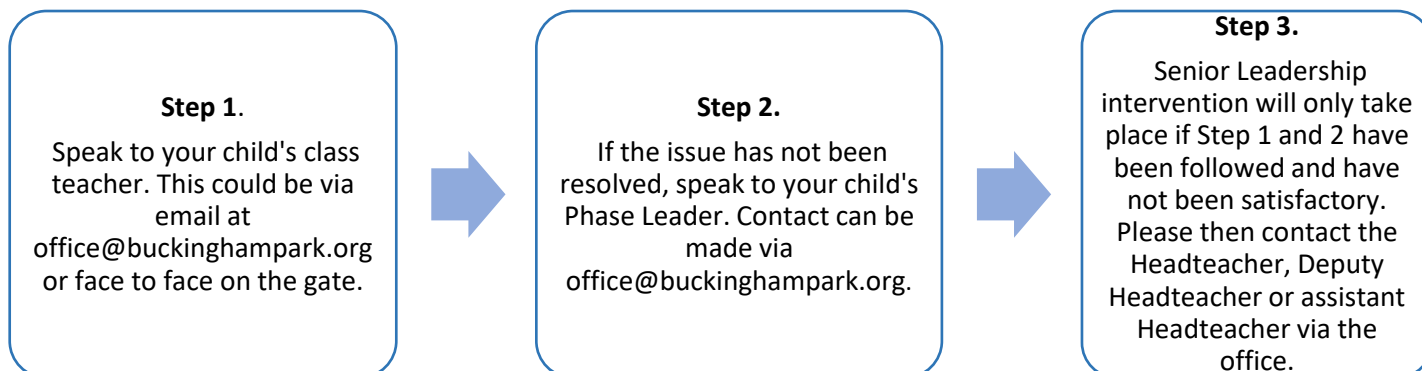 Step 1.
Speak to your child's class
teacher. This could be via
email at
office@buckinghampark.org
or face to face on the gate.
Step 2.
If the issue has not been
resolved, speak to your child's
Phase Leader. Contact can be
made via
office@buckinghampark.org.
Step 3.
Senior Leadership
intervention will only take
place if Step 1 and 2 have
been followed and have
not been satisfactory.
Please then contact the
Headteacher, Deputy
Headteacher or assistant
Headteacher via the
office.